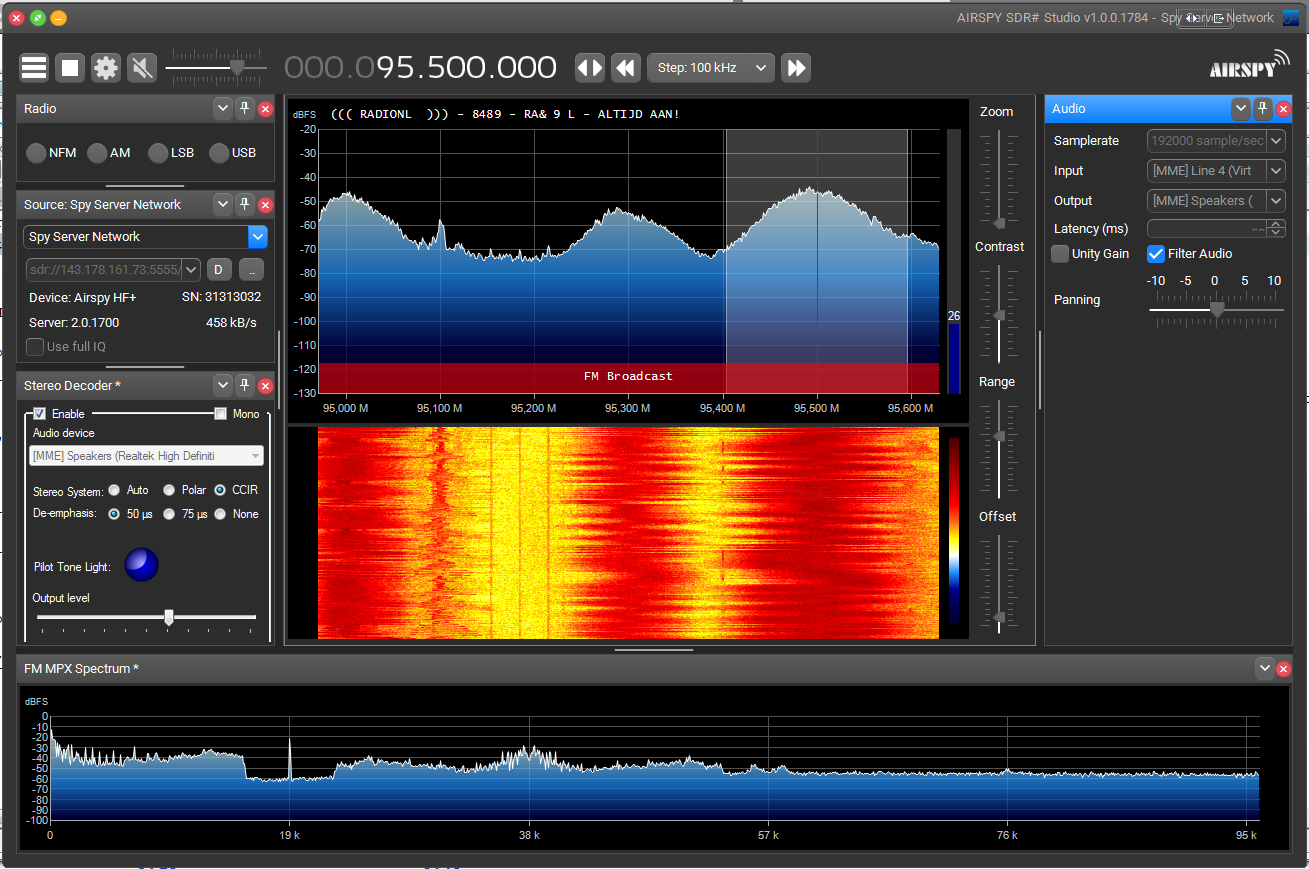 AIRSPY SDR# Studio v1.0.0.1784 - Spy Server Network
000.095.500.000
Step: 100 kHz
AIRSPY
Radio
NFM AM LSB USB
Source: Spy Server Network
Spy Server Network
sdr://143.178.161.73:5555/ D ..
Device: Airspy HF+ SN: 31313032
Server: 2.0.1700 458 kB/s
Use full IQ
Stereo Decoder *
Enable Mono
Audio device
[MME] Speakers (Realtek High Definiti
Stereo System: Auto Polar CCIR
De-emphasis: 50 µs 75 µs None
Pilot Tone Light:
Output level
dBFS ((( RADIONL ))) - 8489 - RA& 9 L - ALTIJD AAN!
-20
-30
-40
-50
-60
-70
-80
-90
-100
-110
-120
-130
26
FM Broadcast
95,000 M 95,100 M 95,200 M 95,300 M 95,400 M 95,500 M 95,600 M
Zoom
Contrast
Range
Offset
Audio
Samplerate 192000 sample/sec
Input [MME] Line 4 (Virt
Output [MME] Speakers (
Latency (ms) --
Unity Gain Filter Audio
-10 -5 0 5 10
Panning
FM MPX Spectrum *
dBFS
0
-10
-20
-30
-40
-50
-60
-70
-80
-90
-100
0 19 k 38 k 57 k 76 k 95 k